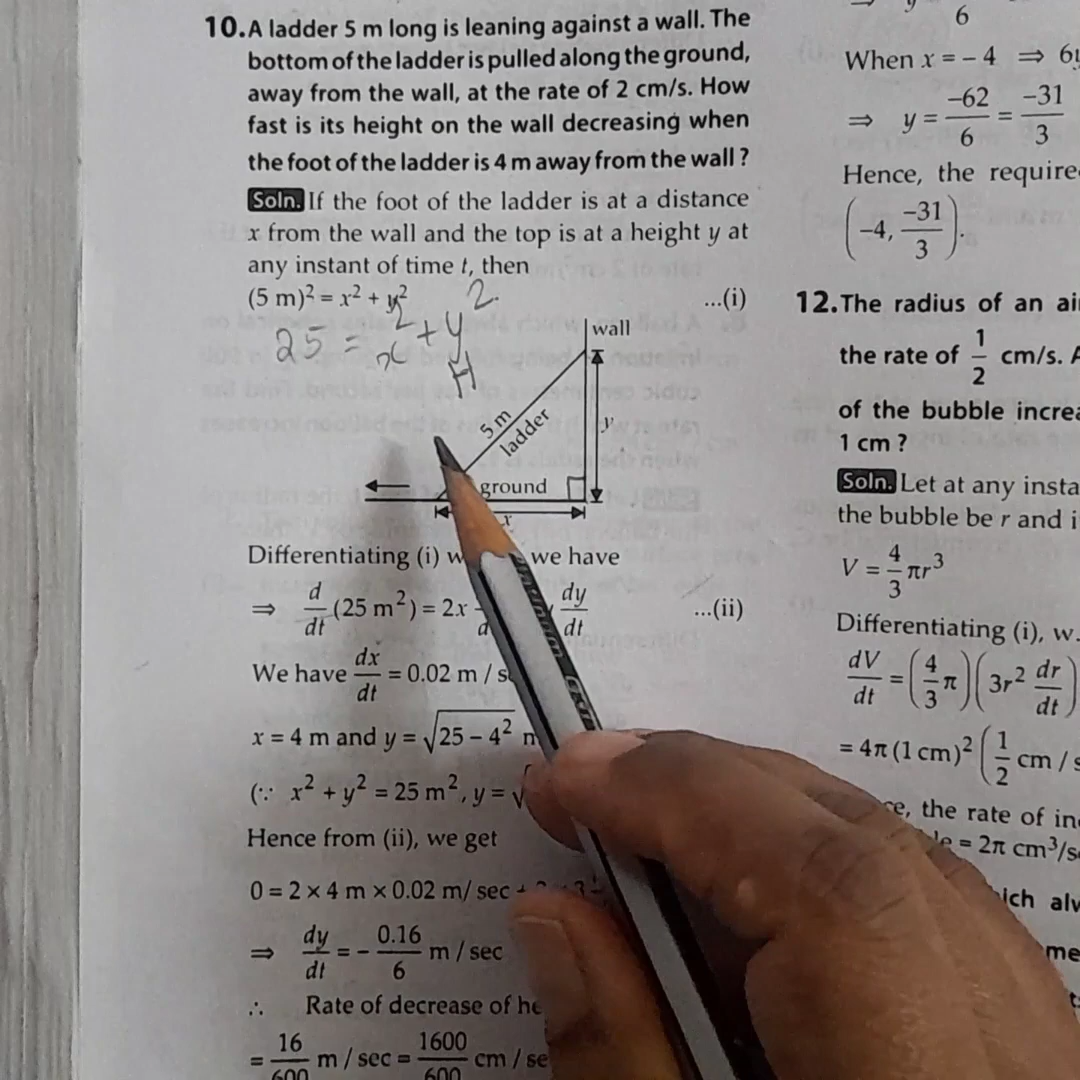 10. A ladder 5 m long is leaning against a wall. The
bottom of the ladder is pulled along the ground,
away from the wall, at the rate of 2 cm/s. How
fast is its height on the wall decreasing when
the foot of the ladder is 4 m away from the wall ?
Soln. If the foot of the ladder is at a distance
x from the wall and the top is at a height y at
any instant of time t, then
(5 m)² = x² + y² ...(i)
25 = x² + y²
wall
5 m
ladder
y
ground
x
Differentiating (i) we have
⇒ d/dt (25 m²) = 2x dy/dt ...(ii)
We have dx/dt = 0.02 m / s
x = 4 m and y = √25 – 4²
(∵ x² + y² = 25 m², y = √
Hence from (ii), we get
0 = 2 × 4 m × 0.02 m/ sec +
⇒ dy/dt = – 0.16/6 m / sec
∴ Rate of decrease of he
= 16/600 m / sec = 1600/600 cm / se
6
When x = – 4 ⇒ 6y
⇒ y = –62/6 = –31/3
Hence, the require
(–4, –31/3).
12. The radius of an ai
the rate of 1/2 cm/s. A
of the bubble increa
1 cm ?
Soln. Let at any insta
the bubble be r and i
V = 4/3 πr³
Differentiating (i), w.
dV/dt = (4/3 π)(3r² dr/dt)
= 4π (1 cm)² (1/2 cm / s
ce, the rate of in
= 2π cm³/s
ich alw
me